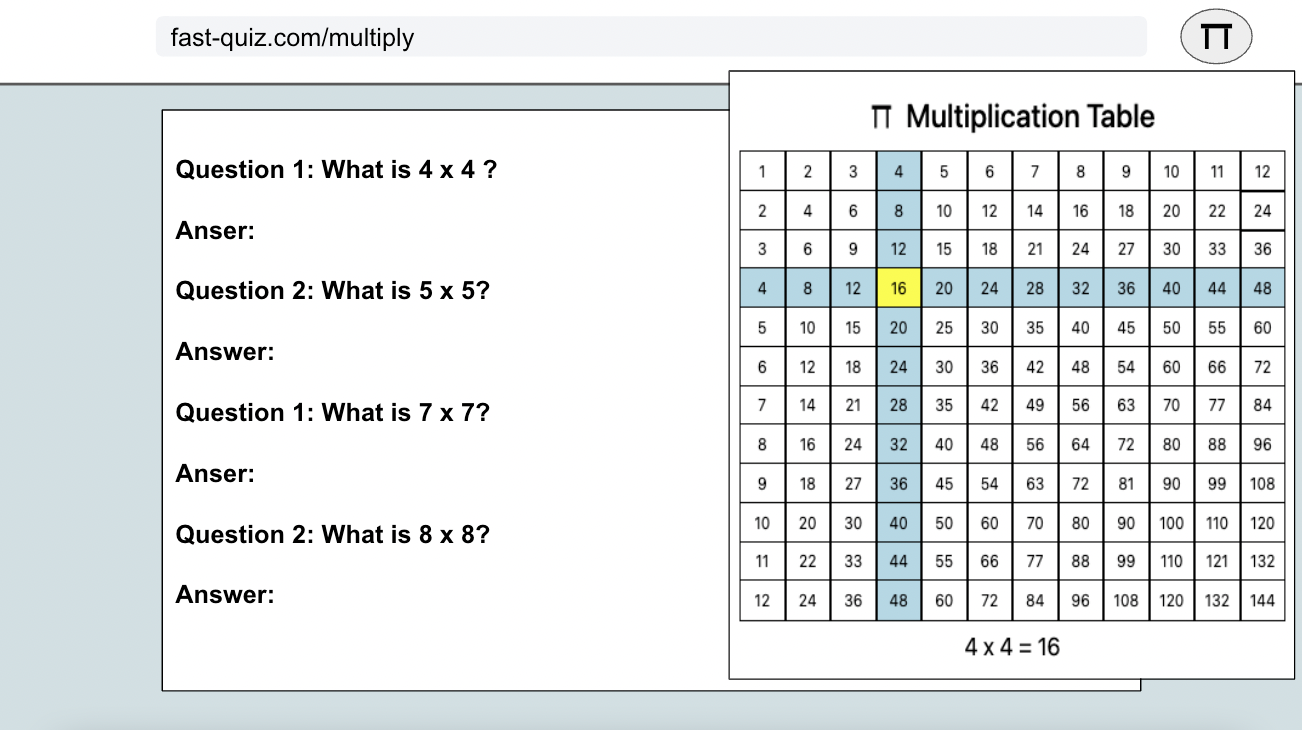 fast-quiz.com/multiply
π
Question 1: What is 4 x 4 ?
Anser:
Question 2: What is 5 x 5?
Answer:
Question 1: What is 7 x 7?
Anser:
Question 2: What is 8 x 8?
Answer:
π Multiplication Table
1 2 3 4 5 6 7 8 9 10 11 12
2 4 6 8 10 12 14 16 18 20 22 24
3 6 9 12 15 18 21 24 27 30 33 36
4 8 12 16 20 24 28 32 36 40 44 48
5 10 15 20 25 30 35 40 45 50 55 60
6 12 18 24 30 36 42 48 54 60 66 72
7 14 21 28 35 42 49 56 63 70 77 84
8 16 24 32 40 48 56 64 72 80 88 96
9 18 27 36 45 54 63 72 81 90 99 108
10 20 30 40 50 60 70 80 90 100 110 120
11 22 33 44 55 66 77 88 99 110 121 132
12 24 36 48 60 72 84 96 108 120 132 144
4 x 4 = 16